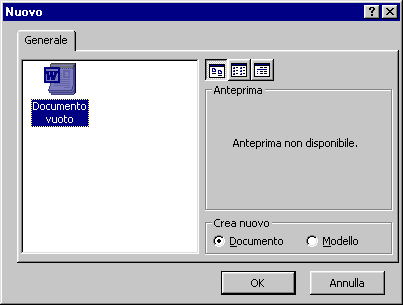 Nuovo
Generale
Documento
vuoto
Anteprima
Anteprima non disponibile.
Crea nuovo
Documento
Modello
OK
Annulla